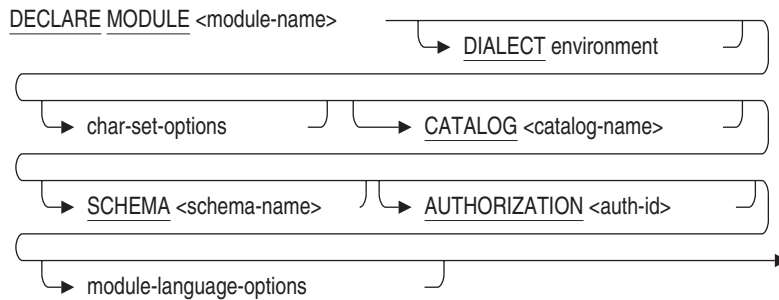 DECLARE MODULE <module-name>
DIALECT environment
char-set-options
CATALOG <catalog-name>
SCHEMA <schema-name>
AUTHORIZATION <auth-id>
module-language-options